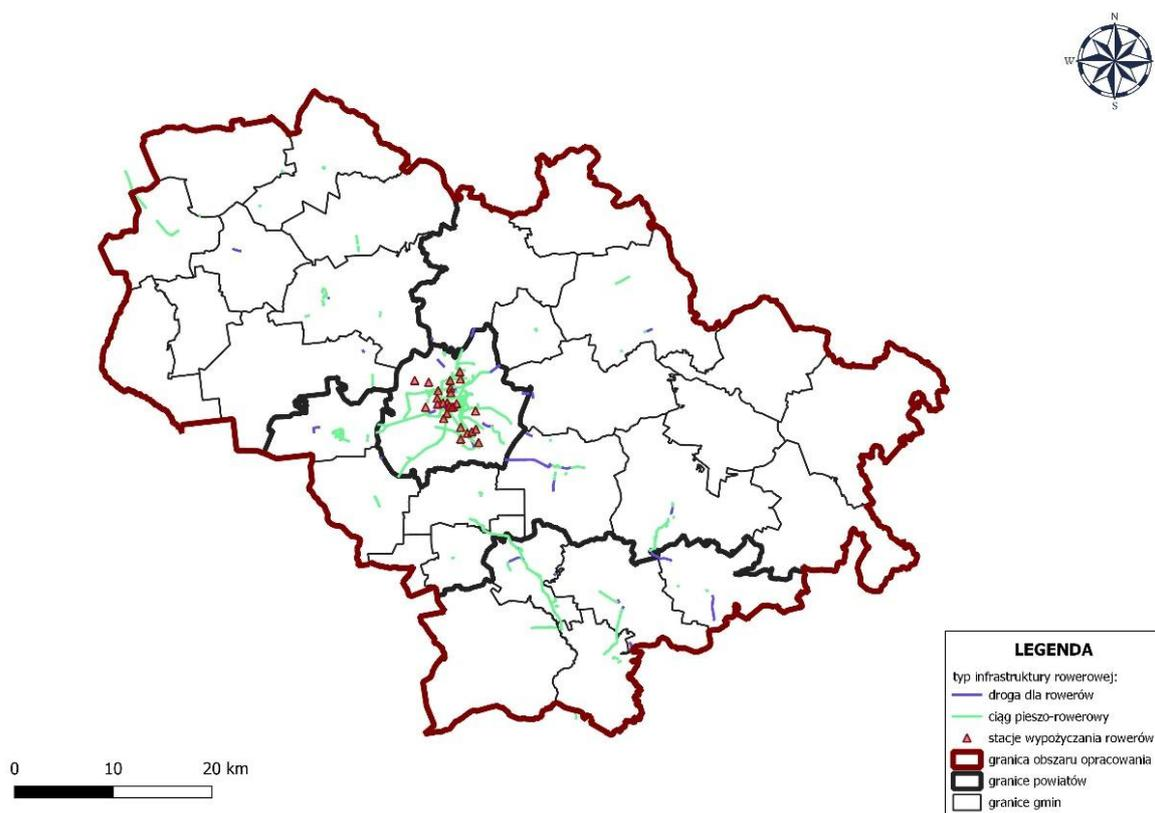 N
W
E
S
LEGENDA
typ infrastruktury rowerowej:
droga dla rowerów
ciąg pieszo-rowerowy
stacje wypożyczania rowerów
granica obszaru opracowania
granice powiatów
granice gmin
0 10 20 km